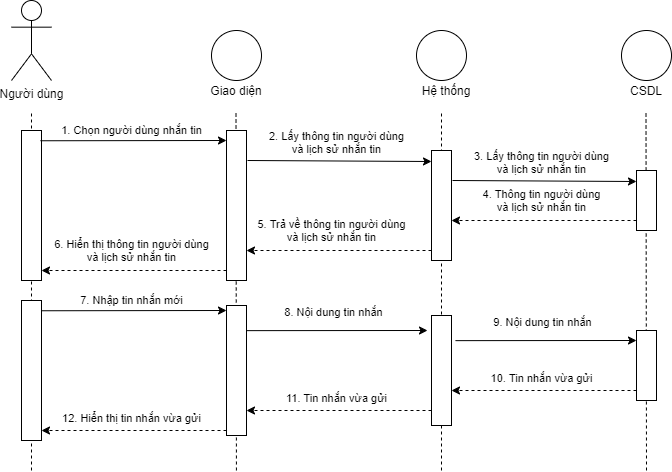 Người dùng
Giao diện
Hệ thống
CSDL
1. Chọn người dùng nhắn tin
2. Lấy thông tin người dùng
và lịch sử nhắn tin
3. Lấy thông tin người dùng
và lịch sử nhắn tin
4. Thông tin người dùng
và lịch sử nhắn tin
5. Trả về thông tin người dùng
và lịch sử nhắn tin
6. Hiển thị thông tin người dùng
và lịch sử nhắn tin
7. Nhập tin nhắn mới
8. Nội dung tin nhắn
9. Nội dung tin nhắn
10. Tin nhắn vừa gửi
11. Tin nhắn vừa gửi
12. Hiển thị tin nhắn vừa gửi